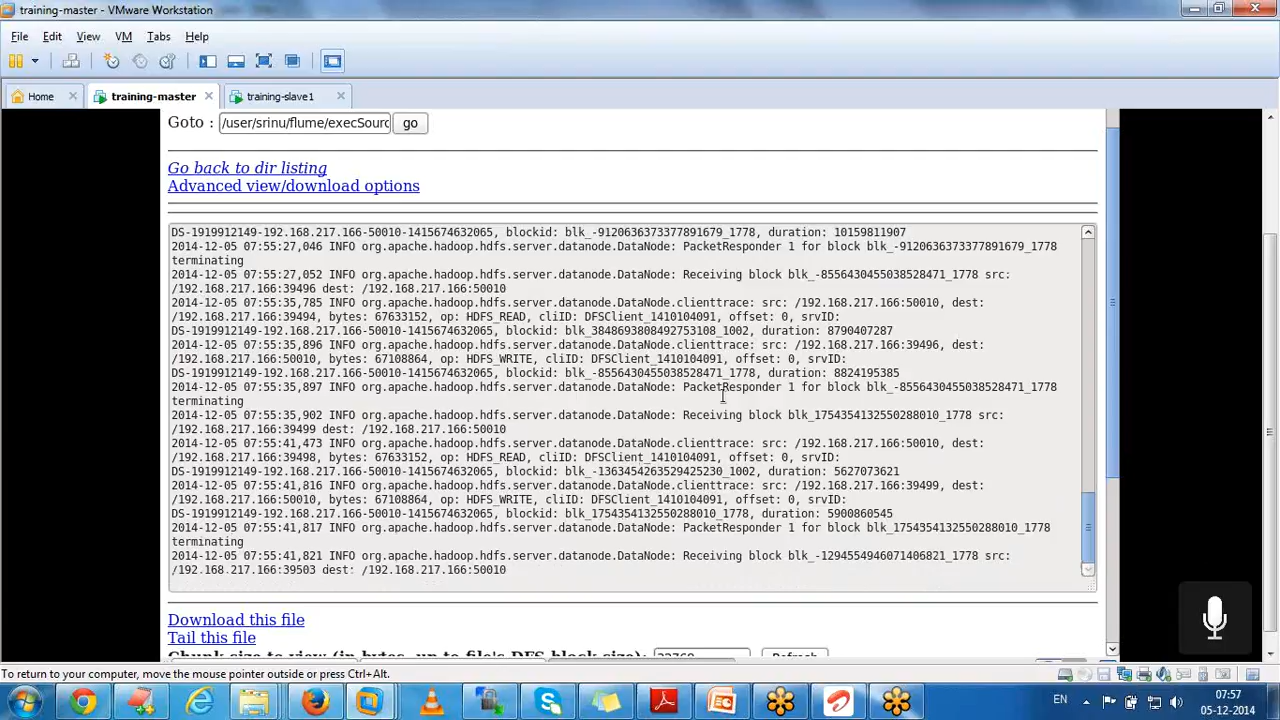 training-master - VMware Workstation
File Edit View VM Tabs Help
Home training-master training-slave1
Goto : /user/srinu/flume/execSourc go
Go back to dir listing
Advanced view/download options
DS-1919912149-192.168.217.166-50010-1415674632065, blockid: blk_-9120636373377891679_1778, duration: 10159811907
2014-12-05 07:55:27,046 INFO org.apache.hadoop.hdfs.server.datanode.DataNode: PacketResponder 1 for block blk_-9120636373377891679_1778
terminating
2014-12-05 07:55:27,052 INFO org.apache.hadoop.hdfs.server.datanode.DataNode: Receiving block blk_-8556430455038528471_1778 src:
/192.168.217.166:39496 dest: /192.168.217.166:50010
2014-12-05 07:55:35,785 INFO org.apache.hadoop.hdfs.server.datanode.DataNode.clienttrace: src: /192.168.217.166:50010, dest:
/192.168.217.166:39494, bytes: 67633152, op: HDFS_READ, cliID: DFSClient_1410104091, offset: 0, srvID:
DS-1919912149-192.168.217.166-50010-1415674632065, blockid: blk_3848693808492753108_1002, duration: 8790407287
2014-12-05 07:55:35,896 INFO org.apache.hadoop.hdfs.server.datanode.DataNode.clienttrace: src: /192.168.217.166:39496, dest:
/192.168.217.166:50010, bytes: 67108864, op: HDFS_WRITE, cliID: DFSClient_1410104091, offset: 0, srvID:
DS-1919912149-192.168.217.166-50010-1415674632065, blockid: blk_-8556430455038528471_1778, duration: 8824195385
2014-12-05 07:55:35,897 INFO org.apache.hadoop.hdfs.server.datanode.DataNode: PacketResponder 1 for block blk_-8556430455038528471_1778
terminating
2014-12-05 07:55:35,902 INFO org.apache.hadoop.hdfs.server.datanode.DataNode: Receiving block blk_1754354132550288010_1778 src:
/192.168.217.166:39499 dest: /192.168.217.166:50010
2014-12-05 07:55:41,473 INFO org.apache.hadoop.hdfs.server.datanode.DataNode.clienttrace: src: /192.168.217.166:50010, dest:
/192.168.217.166:39498, bytes: 67633152, op: HDFS_READ, cliID: DFSClient_1410104091, offset: 0, srvID:
DS-1919912149-192.168.217.166-50010-1415674632065, blockid: blk_-1363454263529425230_1002, duration: 5627073621
2014-12-05 07:55:41,816 INFO org.apache.hadoop.hdfs.server.datanode.DataNode.clienttrace: src: /192.168.217.166:39499, dest:
/192.168.217.166:50010, bytes: 67108864, op: HDFS_WRITE, cliID: DFSClient_1410104091, offset: 0, srvID:
DS-1919912149-192.168.217.166-50010-1415674632065, blockid: blk_1754354132550288010_1778, duration: 5900860545
2014-12-05 07:55:41,817 INFO org.apache.hadoop.hdfs.server.datanode.DataNode: PacketResponder 1 for block blk_1754354132550288010_1778
terminating
2014-12-05 07:55:41,821 INFO org.apache.hadoop.hdfs.server.datanode.DataNode: Receiving block blk_-1294554946071406821_1778 src:
/192.168.217.166:39503 dest: /192.168.217.166:50010
Download this file
Tail this file
Chunk size to view (in bytes, up to file's DFS block size): 32768 Refresh
To return to your computer, move the mouse pointer outside or press Ctrl+Alt.
EN 07:57
05-12-2014